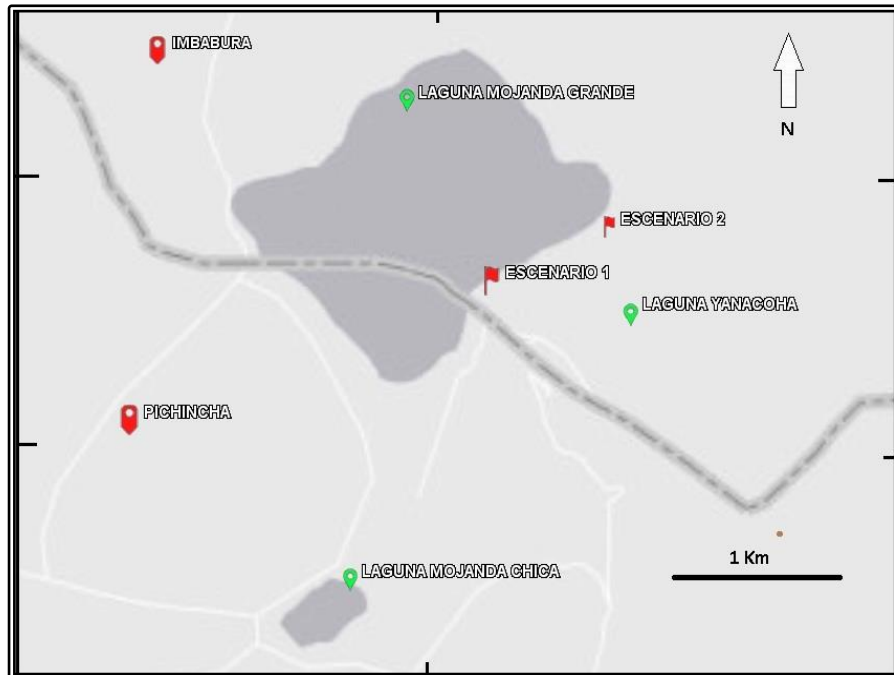 IMBABURA
LAGUNA MOJANDA GRANDE
N
ESCENARIO 2
ESCENARIO 1
LAGUNA YANACOHA
PICHINCHA
1 Km
LAGUNA MOJANDA CHICA